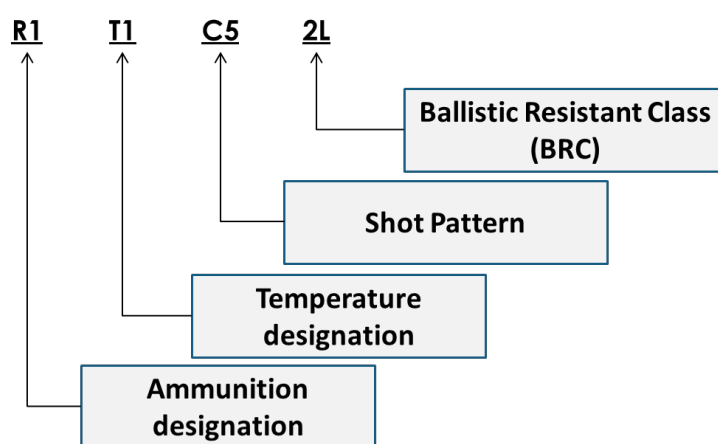 R1 T1 C5 2L
Ballistic Resistant Class
(BRC)
Shot Pattern
Temperature
designation
Ammunition
designation